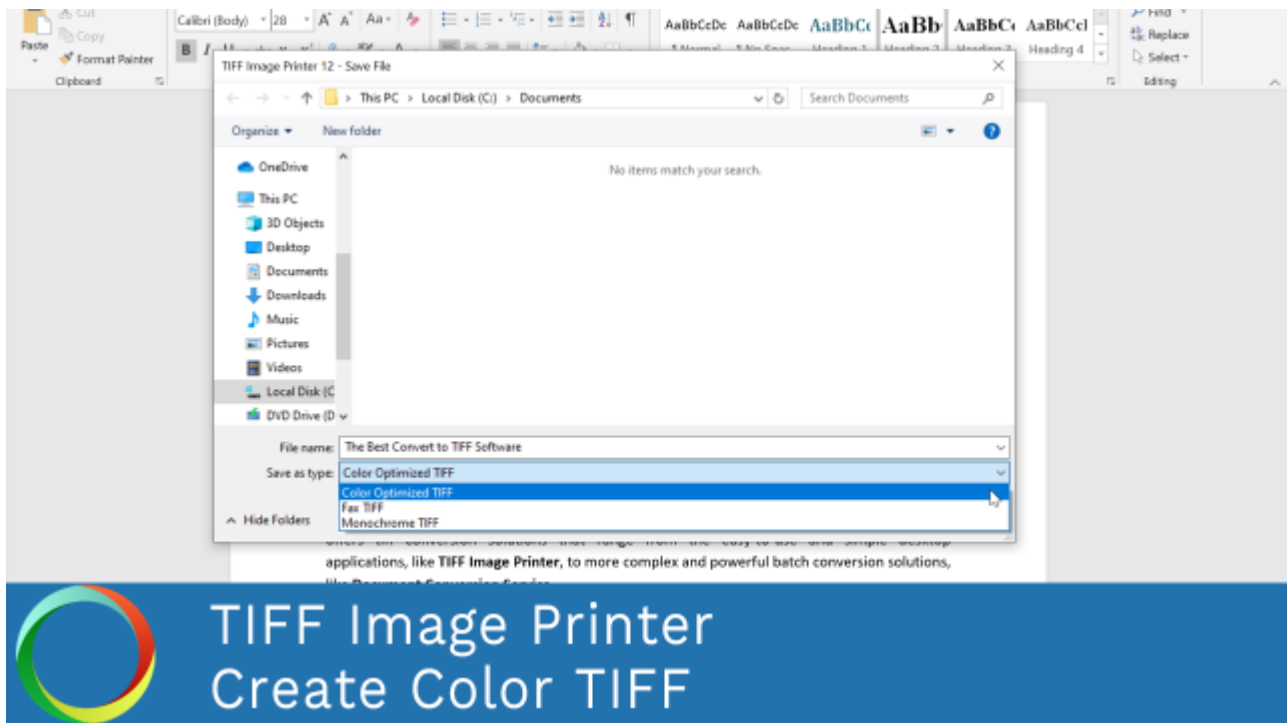 Cut
Copy
Paste
Format Painter
Clipboard
Calibri (Body) 28
AaBbCcDc AaBbCcDc AaBbCc AaBb AaBbC AaBbCcl
Heading 4
Find
Replace
Select
Editing
TIFF Image Printer 12 - Save File
This PC > Local Disk (C:) > Documents
Search Documents
Organize
New folder
No items match your search.
OneDrive
This PC
3D Objects
Desktop
Documents
Downloads
Music
Pictures
Videos
Local Disk (C
DVD Drive (D
File name: The Best Convert to TIFF Software
Save as type: Color Optimized TIFF
Color Optimized TIFF
Fax TIFF
Monochrome TIFF
Hide Folders
applications, like TIFF Image Printer, to more complex and powerful batch conversion solutions,
TIFF Image Printer
Create Color TIFF